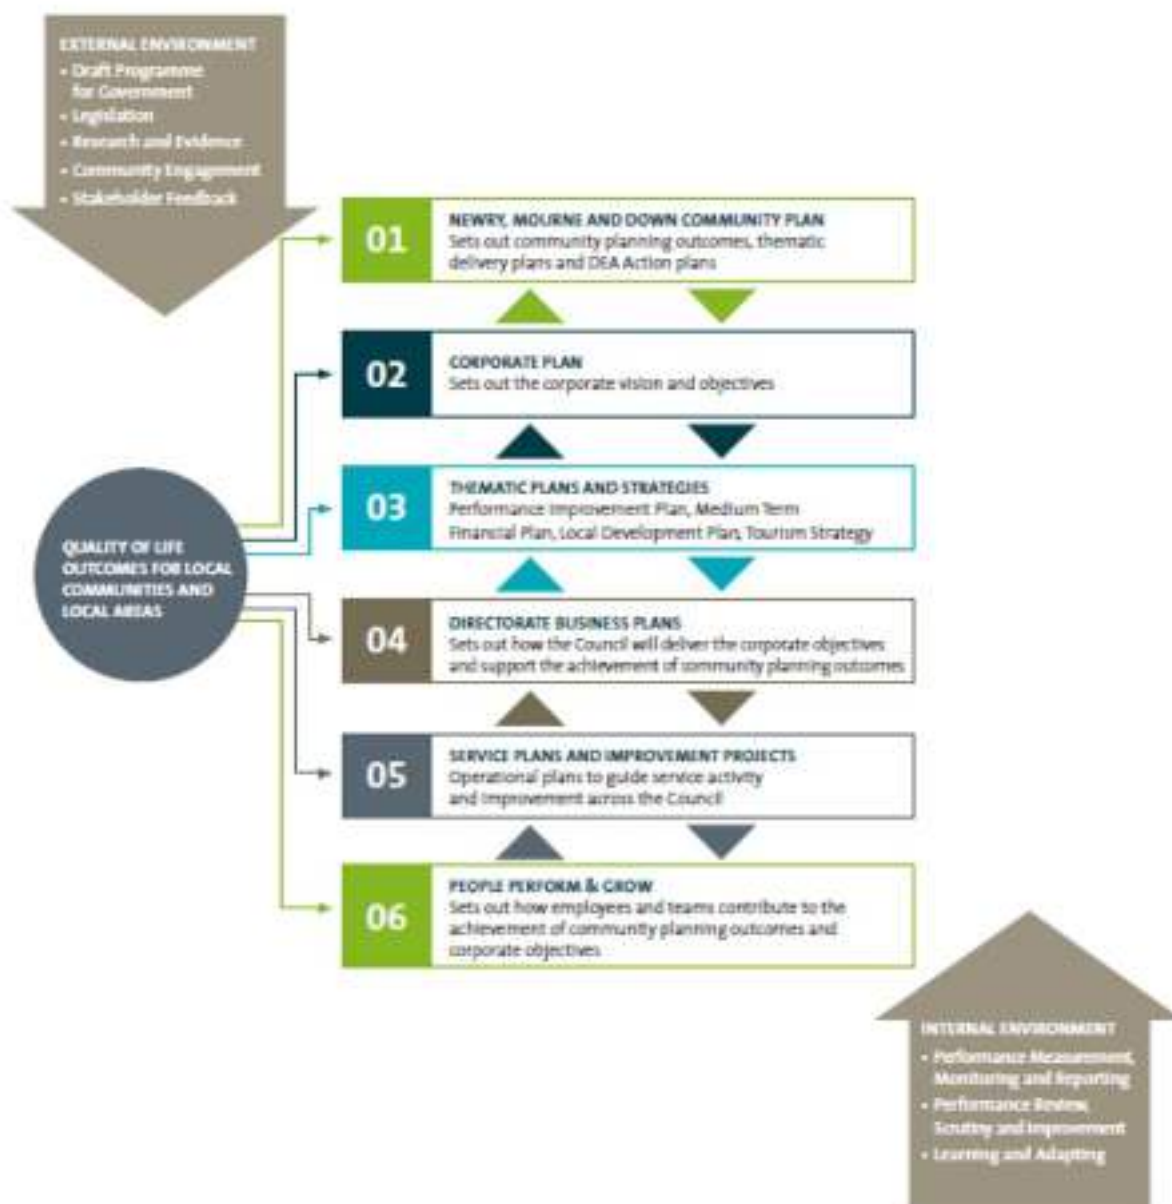 EXTERNAL ENVIRONMENT
• Draft Programme
for Government
• Legislation
• Research and Evidence
• Community Engagement
• Stakeholder Feedback
01
NEWRY, MOURNE AND DOWN COMMUNITY PLAN
Sets out community planning outcomes, thematic
delivery plans and DEA Action plans
02
CORPORATE PLAN
Sets out the corporate vision and objectives
03
THEMATIC PLANS AND STRATEGIES
Performance Improvement Plan, Medium Term
Financial Plan, Local Development Plan, Tourism Strategy
QUALITY OF LIFE
OUTCOMES FOR LOCAL
COMMUNITIES AND
LOCAL AREAS
04
DIRECTORATE BUSINESS PLANS
Sets out how the Council will deliver the corporate objectives
and support the achievement of community planning outcomes
05
SERVICE PLANS AND IMPROVEMENT PROJECTS
Operational plans to guide service activity
and improvement across the Council
06
PEOPLE PERFORM & GROW
Sets out how employees and teams contribute to the
achievement of community planning outcomes and
corporate objectives
INTERNAL ENVIRONMENT
• Performance Measurement,
Monitoring and Reporting
• Performance Review,
Scrutiny and Improvement
• Learning and Adapting